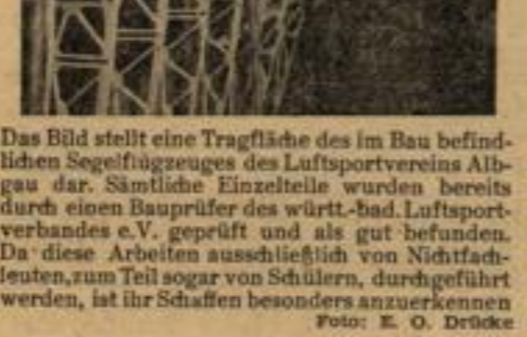 Das Bild stellt eine Tragfläche des im Bau befind-
lichen Segelflugzeuges des Luftsportvereins Alb-
gau dar. Sämtliche Einzelteile wurden bereits
durch einen Bauprüfer des württ.-bad. Luftsport-
verbandes e.V. geprüft und als gut befunden.
Da diese Arbeiten ausschließlich von Nichtfach-
leuten, zum Teil sogar von Schülern, durchgeführt
werden, ist ihr Schaffen besonders anzuerkennen
Foto: E. O. Drücke